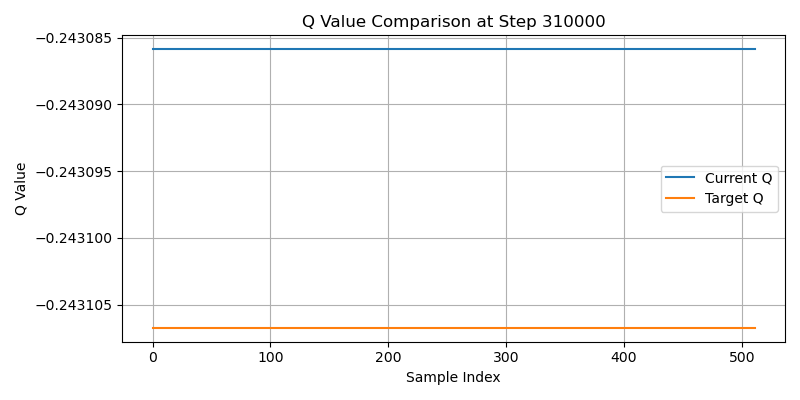 Q Value Comparison at Step 310000
−0.243085
−0.243090
−0.243095
−0.243100
−0.243105
Q Value
Current Q
Target Q
0
100
200
300
400
500
Sample Index